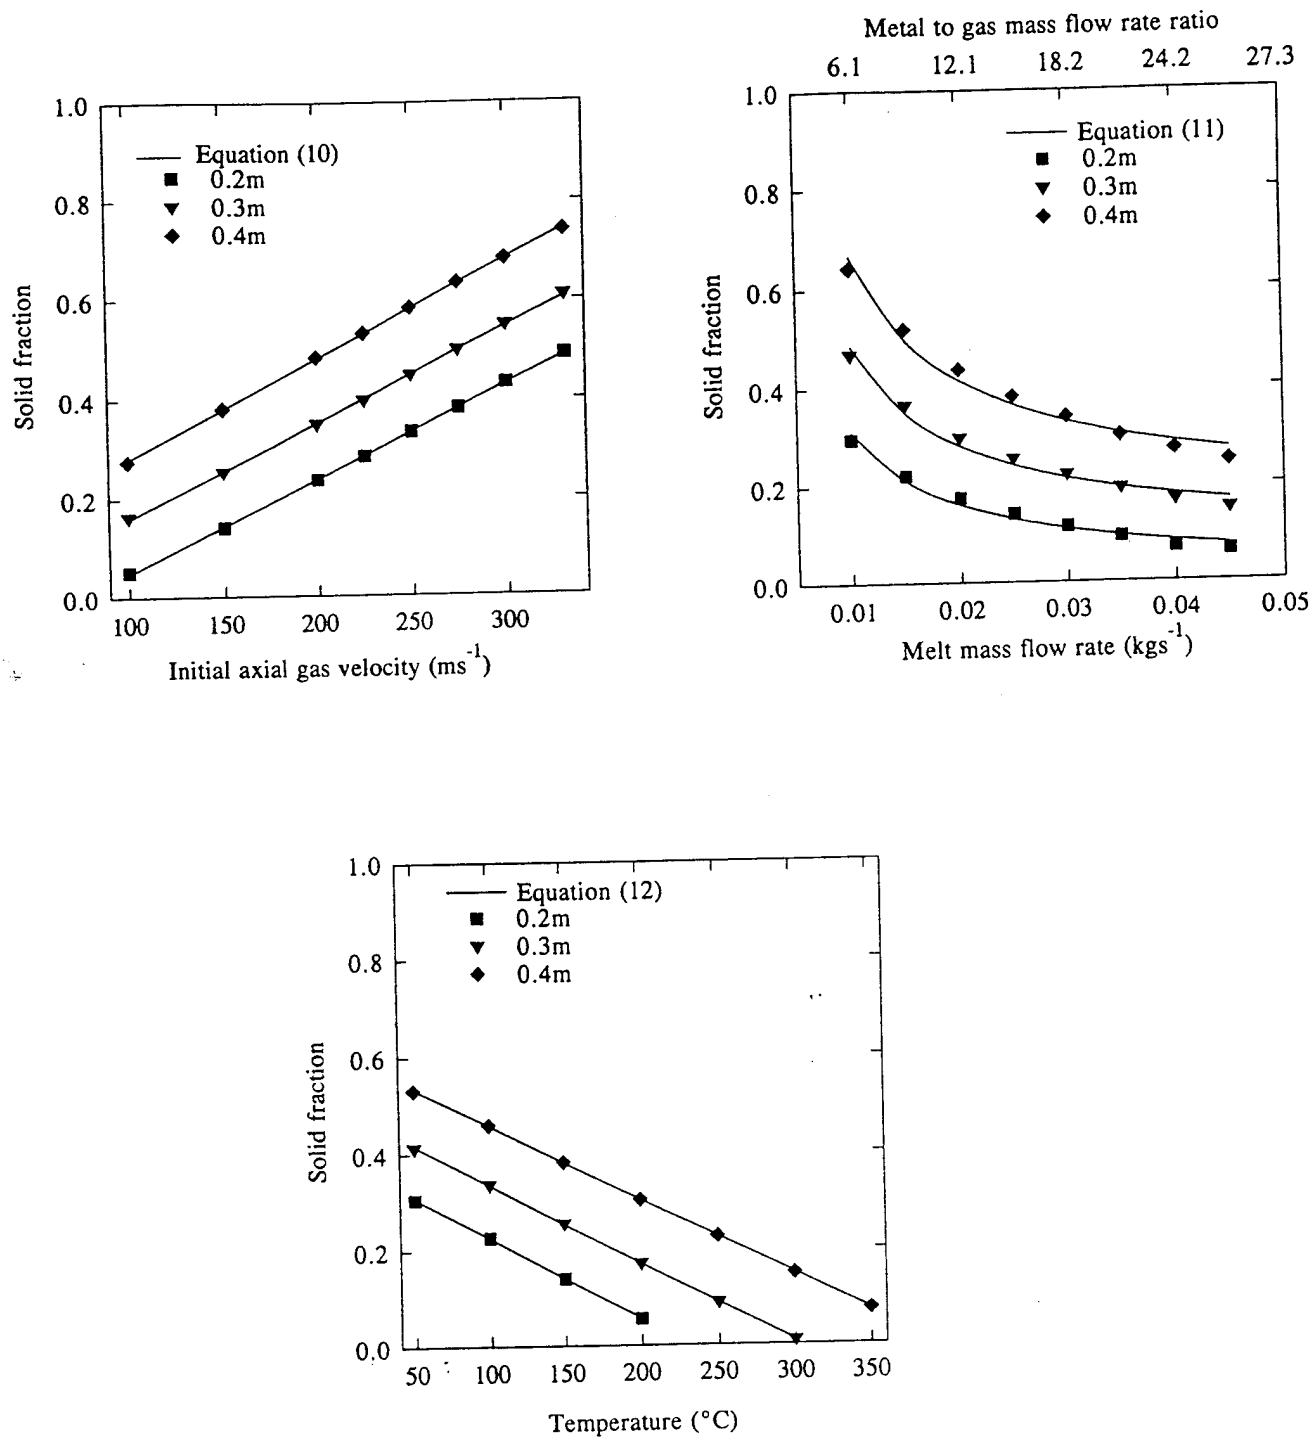 1.0
0.8
0.6
0.4
0.2
0.0
Solid fraction
Equation (10)
0.2m
0.3m
0.4m
100 150 200 250 300
Initial axial gas velocity (ms⁻¹)
Metal to gas mass flow rate ratio
6.1 12.1 18.2 24.2 27.3
1.0
0.8
0.6
0.4
0.2
0.0
Solid fraction
Equation (11)
0.2m
0.3m
0.4m
0.01 0.02 0.03 0.04 0.05
Melt mass flow rate (kgs⁻¹)
1.0
0.8
0.6
0.4
0.2
0.0
Solid fraction
Equation (12)
0.2m
0.3m
0.4m
50 100 150 200 250 300 350
Temperature (°C)